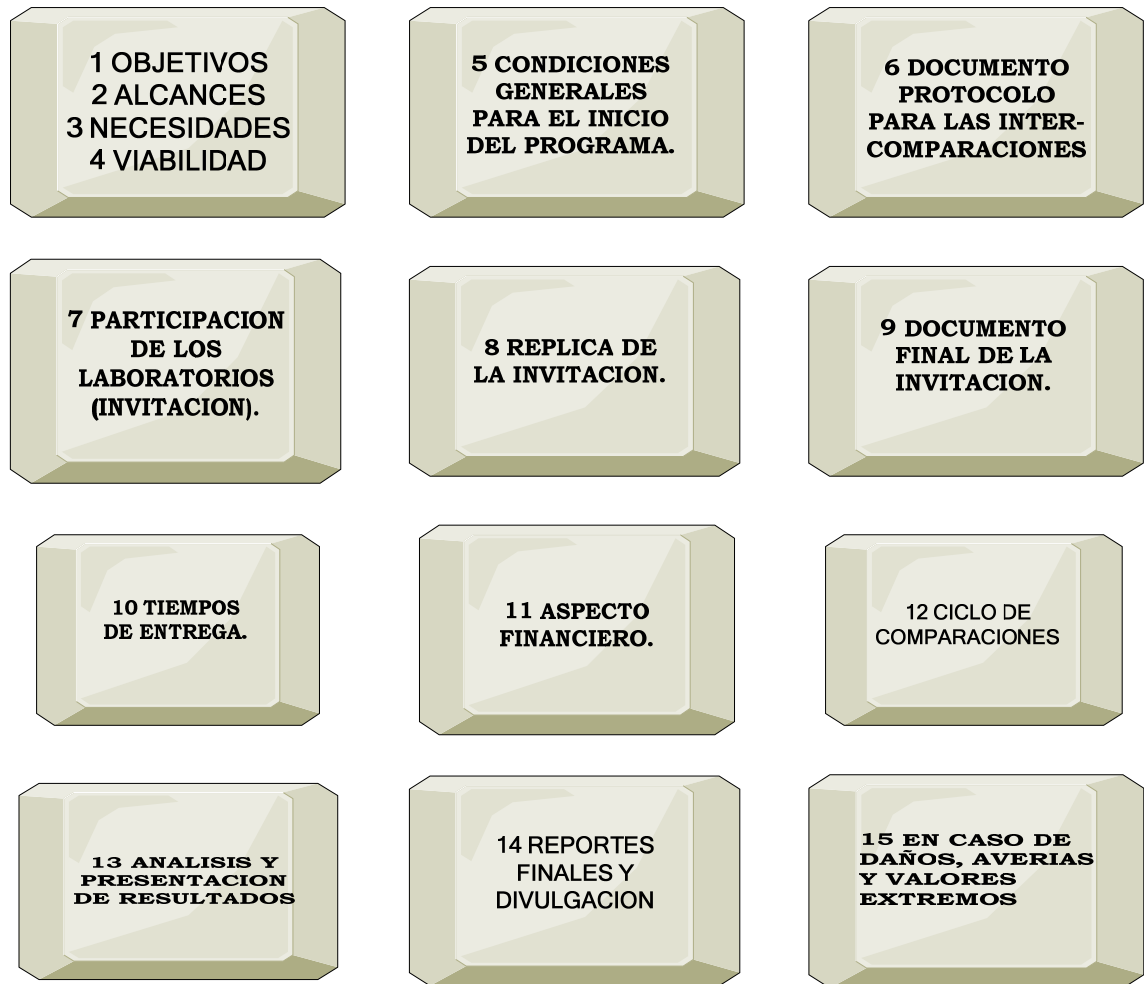 1 OBJETIVOS
2 ALCANCES
3 NECESIDADES
4 VIABILIDAD
5 CONDICIONES
GENERALES
PARA EL INICIO
DEL PROGRAMA.
6 DOCUMENTO
PROTOCOLO
PARA LAS INTER-
COMPARACIONES
7 PARTICIPACION
DE LOS
LABORATORIOS
(INVITACION).
8 REPLICA DE
LA INVITACION.
9 DOCUMENTO
FINAL DE LA
INVITACION.
10 TIEMPOS
DE ENTREGA.
11 ASPECTO
FINANCIERO.
12 CICLO DE
COMPARACIONES
13 ANALISIS Y
PRESENTACION
DE RESULTADOS
14 REPORTES
FINALES Y
DIVULGACION
15 EN CASO DE
DAÑOS, AVERIAS
Y VALORES
EXTREMOS